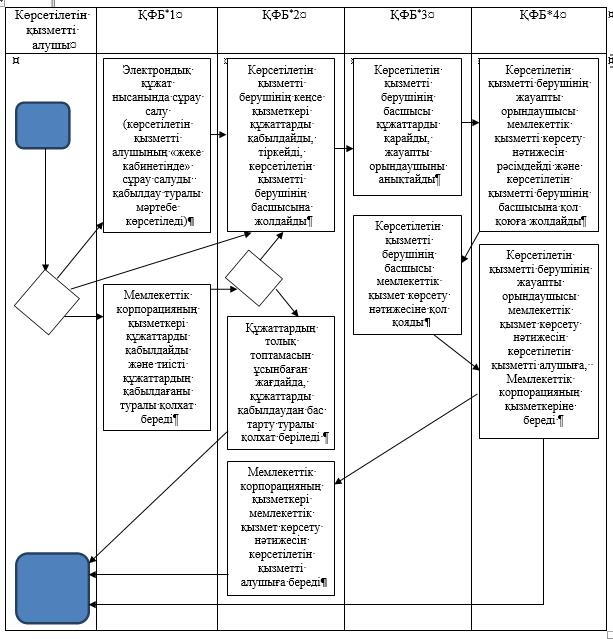 Көрсетілетін
қызметті
алушы
ҚФБ*1
ҚФБ*2
ҚФБ*3
ҚФБ*4
Электрондық
құжат
нысанында сұрау
салу
(көрсетілетін
қызметті
алушының «жеке
кабинетінде»
сұрау салуды
қабылдау туралы
мәртебе
көрсетіледі)
Мемлекеттік
корпорацияның
қызметкері
құжаттарды
қабылдайды
және тиісті
құжаттардың
қабылдағаны
туралы қолхат
береді
Көрсетілетін
қызметті
берушінің кеңсе
қызметкері
құжаттарды
қабылдайды,
тіркейді,
көрсетілетін
қызметті
берушінің
басшысына
жолдайды
Құжаттардың
толық
топтамасын
ұсынбаған
жағдайда,
құжаттарды
қабылдаудан бас
тарту туралы
қолхат беріледі
Мемлекеттік
корпорацияның
қызметкері
мемлекеттік
қызмет көрсету
нәтижесін
көрсетілетін
қызметті
алушыға береді
Көрсетілетін
қызметті
берушінің
басшысы
құжаттарды
қарайды,
жауапты
орындаушыны
анықтайды
Көрсетілетін
қызметті
берушінің
басшысы
мемлекеттік
қызмет көрсету
нәтижесіне қол
қояды
Көрсетілетін
қызметті берушінің
жауапты
орындаушысы
мемлекеттік
қызметті көрсету
нәтижесін
рәсімдейді және
көрсетілетін
қызметті берушінің
басшысына қол
қоюға жолдайды
Көрсетілетін
қызметті берушінің
жауапты
орындаушысы
мемлекеттік
қызмет көрсету
нәтижесін
көрсетілетін
қызметті алушыға,
Мемлекеттік
корпорацияның
қызметкеріне
береді